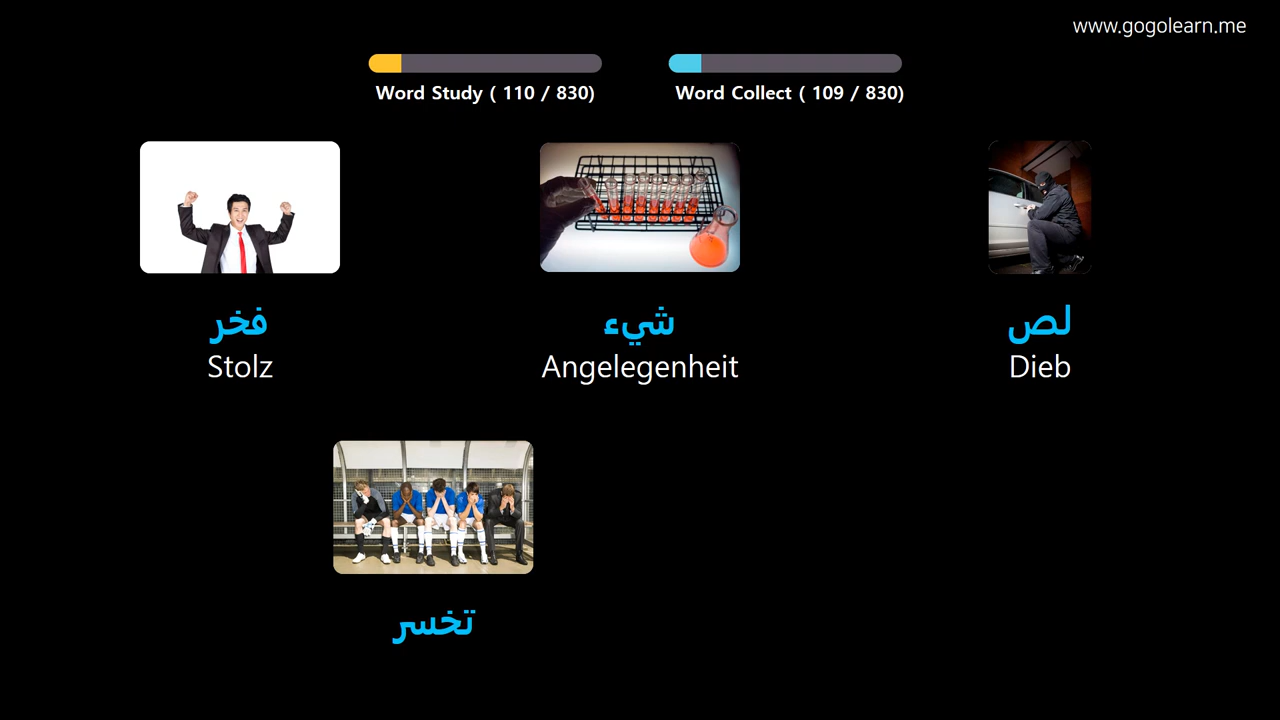 www.gogolearn.me
Word Study ( 110 / 830)
Word Collect ( 109 / 830)
فخر
Stolz
شيء
Angelegenheit
لص
Dieb
تخسر